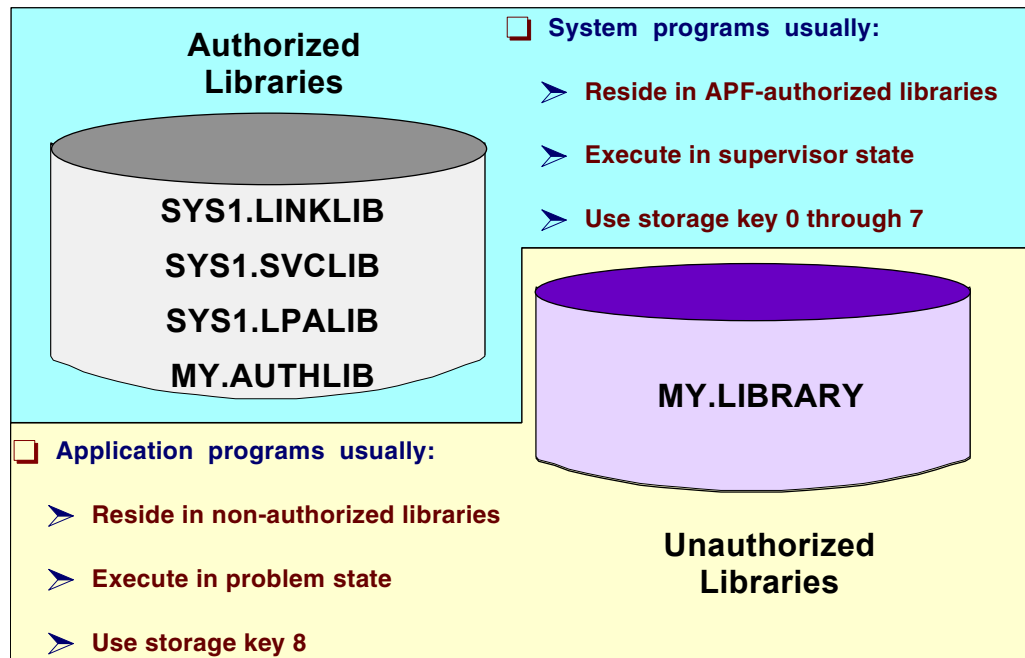 Authorized
Libraries
SYS1.LINKLIB
SYS1.SVCLIB
SYS1.LPALIB
MY.AUTHLIB
System programs usually:
Reside in APF-authorized libraries
Execute in supervisor state
Use storage key 0 through 7
MY.LIBRARY
Unauthorized
Libraries
Application programs usually:
Reside in non-authorized libraries
Execute in problem state
Use storage key 8